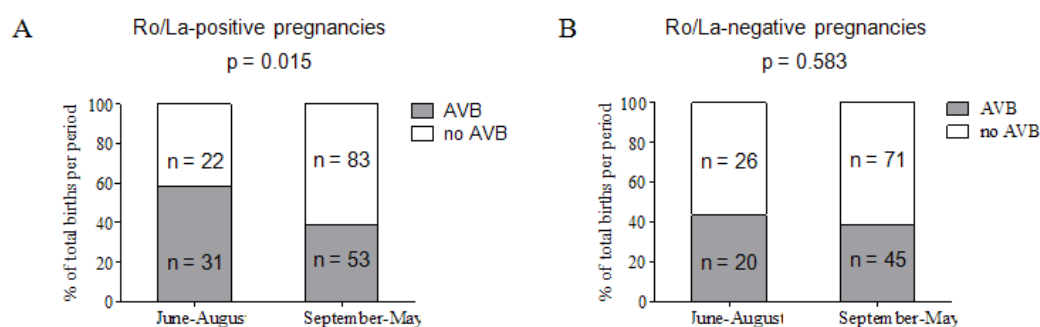 A
Ro/La-positive pregnancies
p = 0.015
% of total births per period
100
80
60
40
20
0
n = 22
n = 83
n = 31
n = 53
June-August
September-May
AVB
no AVB
B
Ro/La-negative pregnancies
p = 0.583
% of total births per period
100
80
60
40
20
0
n = 26
n = 71
n = 20
n = 45
June-August
September-May
AVB
no AVB